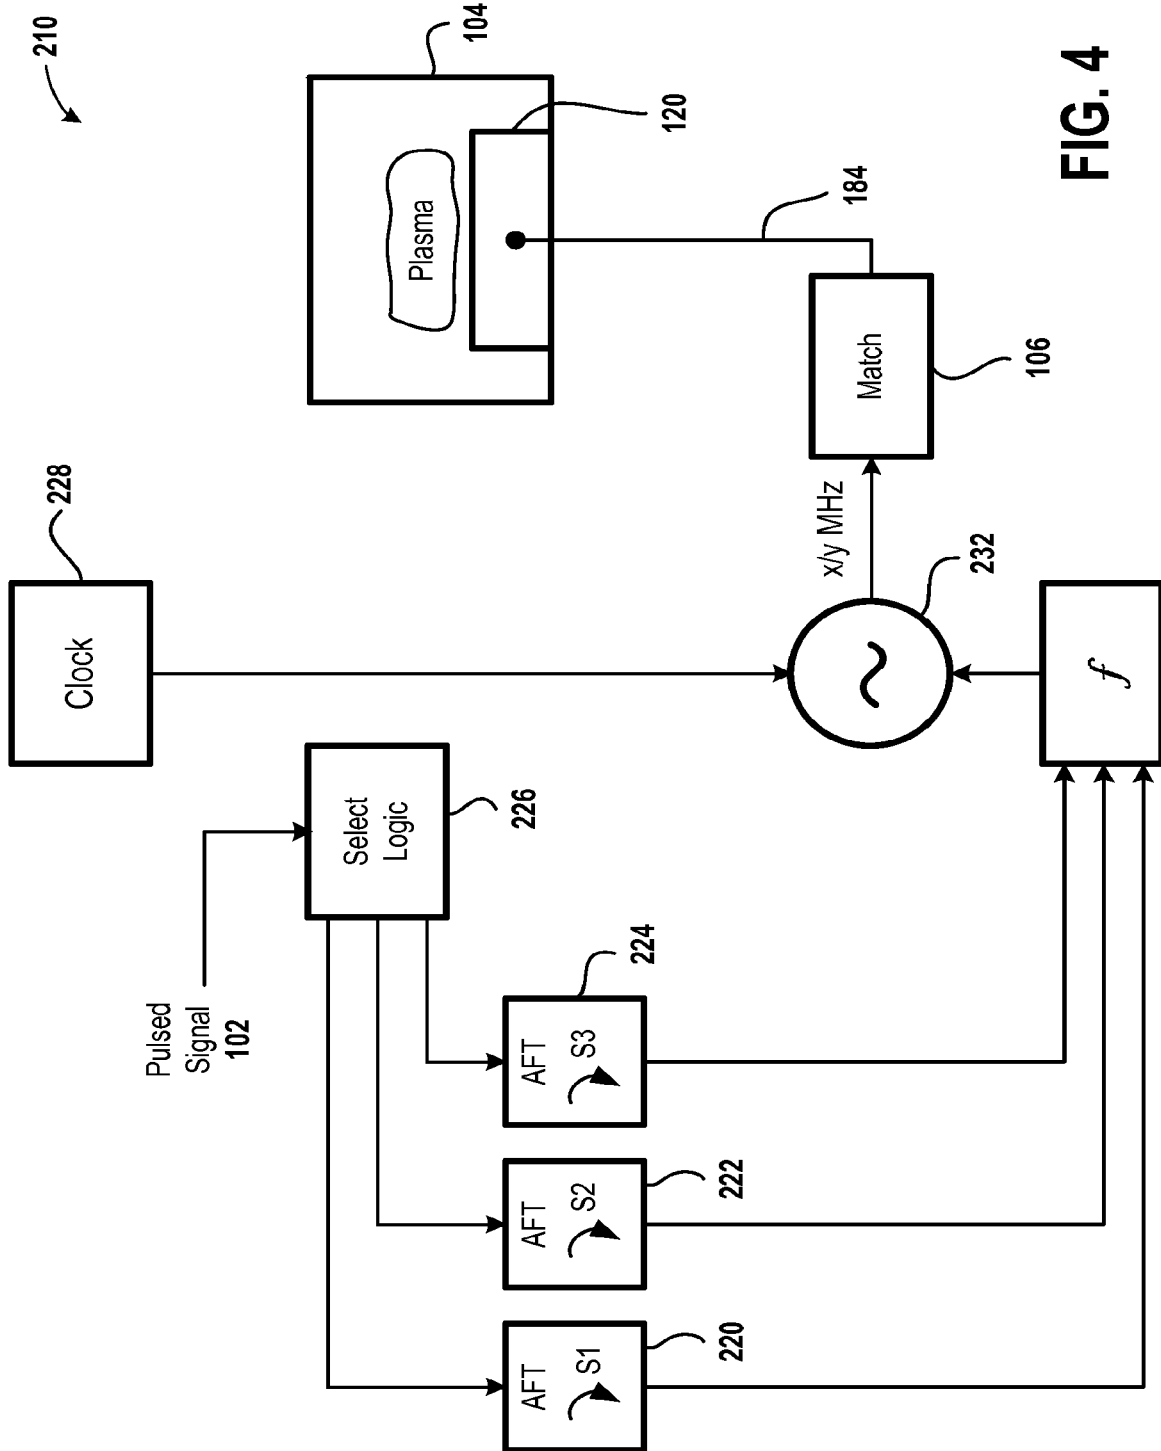 210
Pulsed
Signal
102
Select
Logic
226
Clock
228
AFT
S1
220
AFT
S2
222
AFT
S3
224
f
~
232
x/y MHz
Match
106
184
Plasma
104
120
FIG. 4